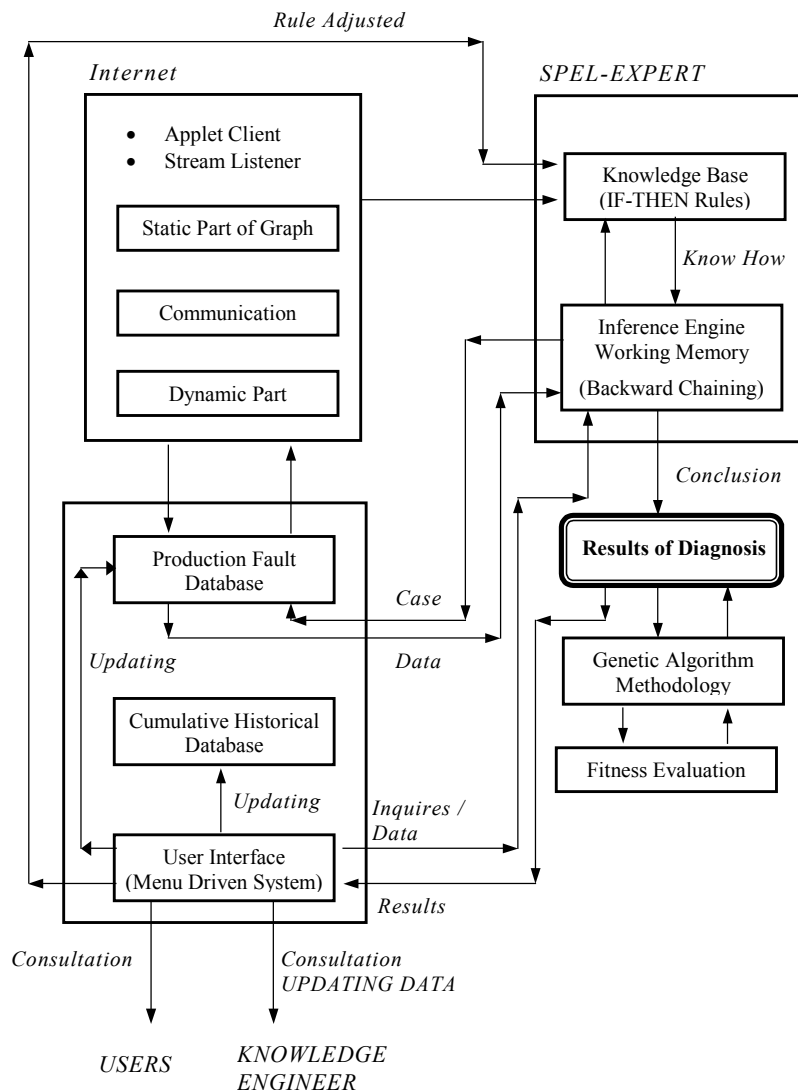 Rule Adjusted
Internet
SPEL-EXPERT
• Applet Client
• Stream Listener
Static Part of Graph
Communication
Dynamic Part
Knowledge Base
(IF-THEN Rules)
Know How
Inference Engine
Working Memory
(Backward Chaining)
Conclusion
Results of Diagnosis
Production Fault
Database
Case
Data
Updating
Genetic Algorithm
Methodology
Cumulative Historical
Database
Fitness Evaluation
Updating
Inquires /
Data
User Interface
(Menu Driven System)
Results
Consultation
Consultation
UPDATING DATA
USERS
KNOWLEDGE
ENGINEER